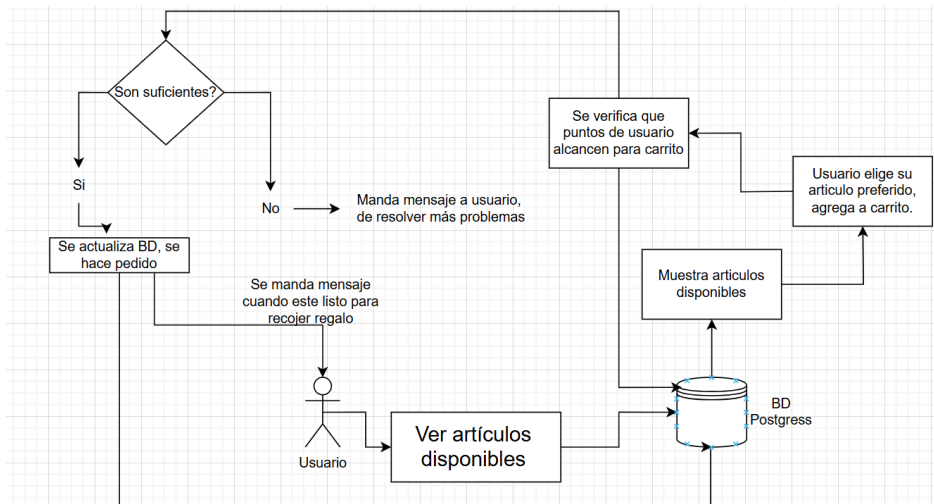 Son suficientes?
Si
No
Manda mensaje a usuario,
de resolver más problemas
Se actualiza BD, se
hace pedido
Se manda mensaje
cuando este listo para
recojer regalo
Usuario
Ver artículos
disponibles
Se verifica que
puntos de usuario
alcancen para carrito
Usuario elige su
articulo preferido,
agrega a carrito.
Muestra articulos
disponibles
BD
Postgress